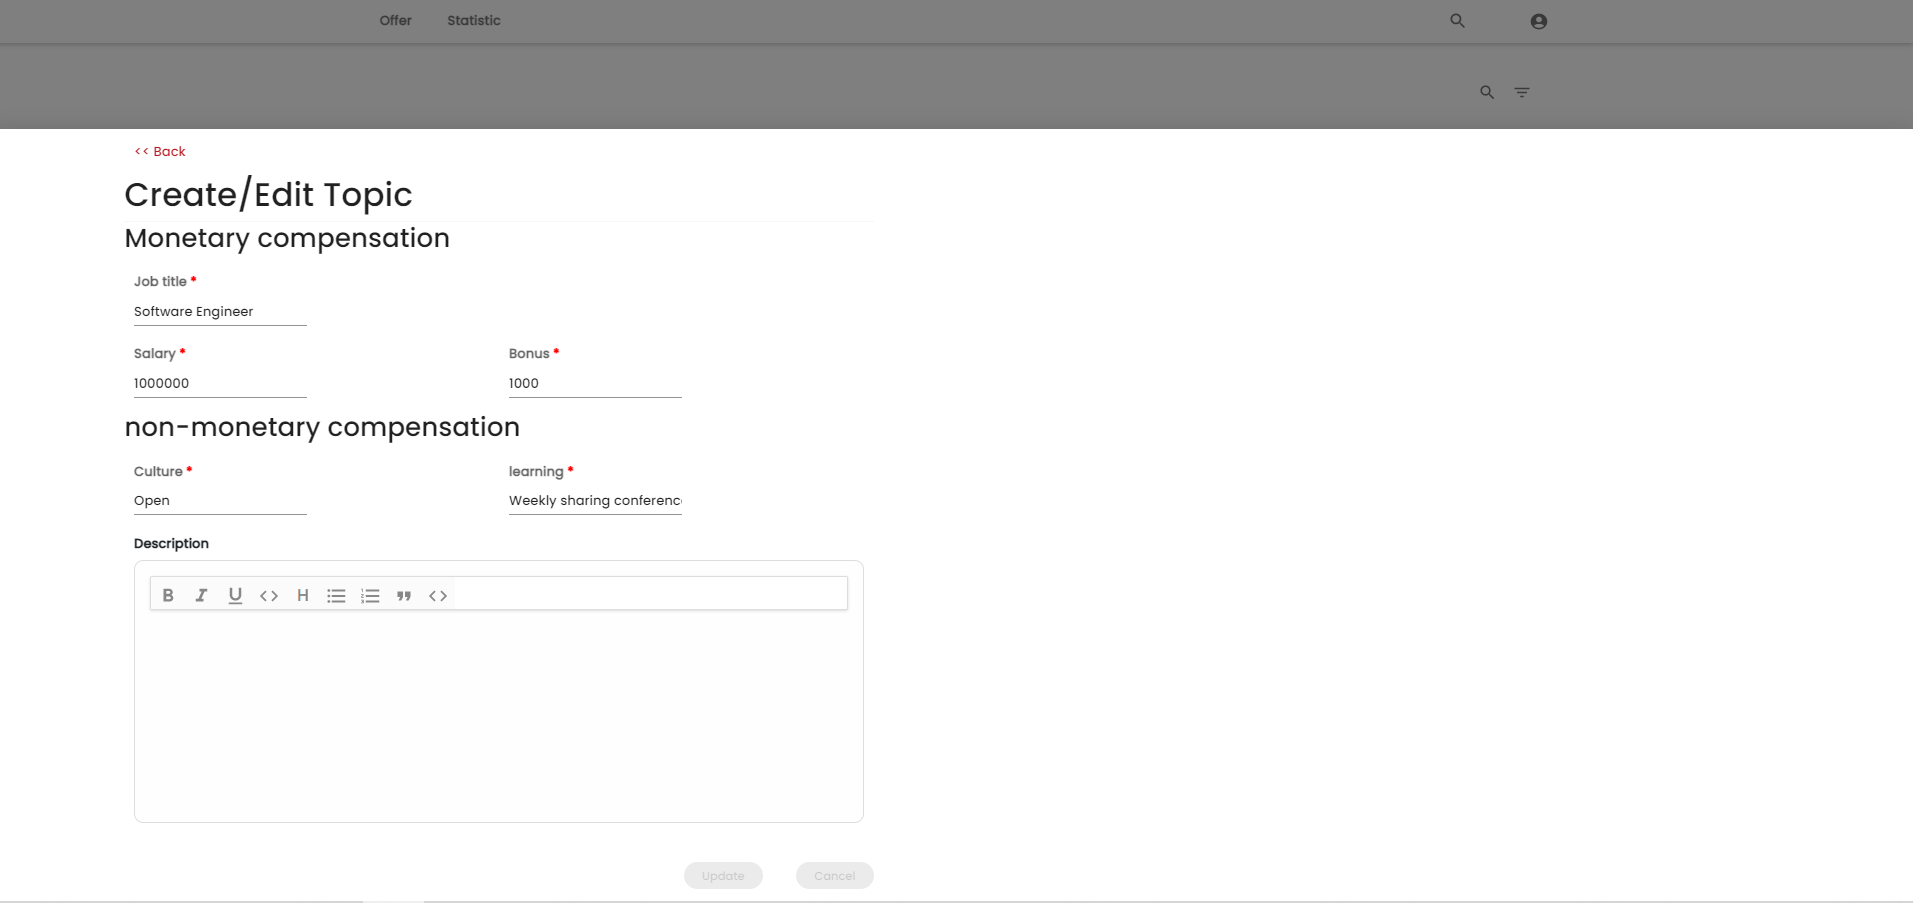 Offer Statistic
<< Back
Create/Edit Topic
Monetary compensation
Job title *
Software Engineer
Salary * Bonus *
1000000 1000
non-monetary compensation
Culture * learning *
Open Weekly sharing conferenc
Description
B I U <> H <>
Update Cancel